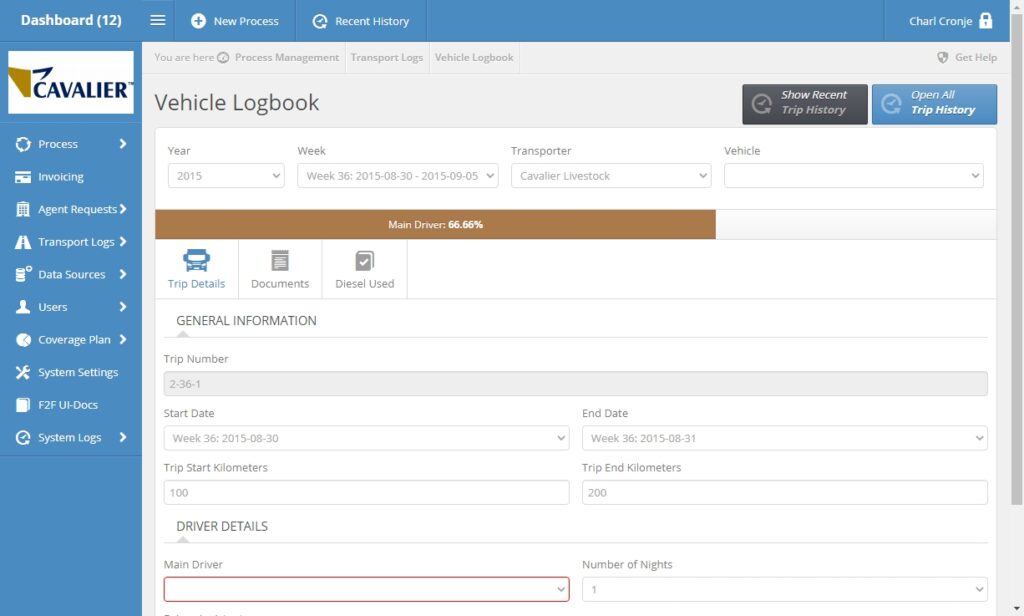 Dashboard (12)
New Process
Recent History
Charl Cronje
CAVALIER™
You are here Process Management Transport Logs Vehicle Logbook
Get Help
Process
Invoicing
Agent Requests
Transport Logs
Data Sources
Users
Coverage Plan
System Settings
F2F UI-Docs
System Logs
Vehicle Logbook
Show Recent
Trip History
Open All
Trip History
Year
Week
Transporter
Vehicle
2015
Week 36: 2015-08-30 - 2015-09-05
Cavalier Livestock
Main Driver: 66.66%
Trip Details
Documents
Diesel Used
GENERAL INFORMATION
Trip Number
2-36-1
Start Date
End Date
Week 36: 2015-08-30
Week 36: 2015-08-31
Trip Start Kilometers
Trip End Kilometers
100
200
DRIVER DETAILS
Main Driver
Number of Nights
1